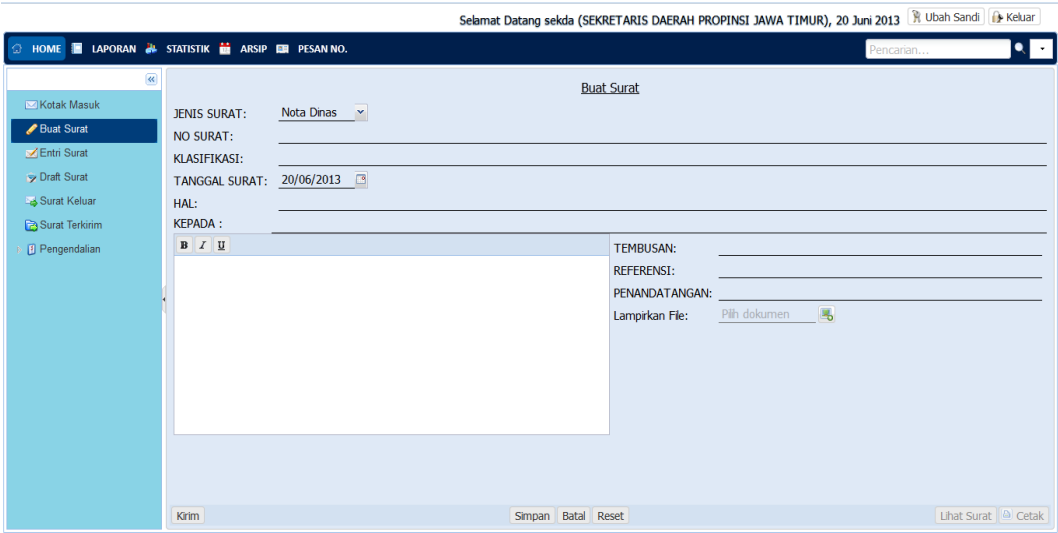 Selamat Datang sekda (SEKRETARIS DAERAH PROPINSI JAWA TIMUR), 20 Juni 2013 Ubah Sandi Keluar
HOME LAPORAN STATISTIK ARSIP PESAN NO. Pencarian...
Kotak Masuk
Buat Surat
Entri Surat
Draft Surat
Surat Keluar
Surat Terkirim
Pengendalian
Buat Surat
JENIS SURAT: Nota Dinas
NO SURAT:
KLASIFIKASI:
TANGGAL SURAT: 20/06/2013
HAL:
KEPADA :
B I U
TEMBUSAN:
REFERENSI:
PENANDATANGAN:
Lampirkan File: Pilih dokumen
Kirim Simpan Batal Reset Lihat Surat Cetak